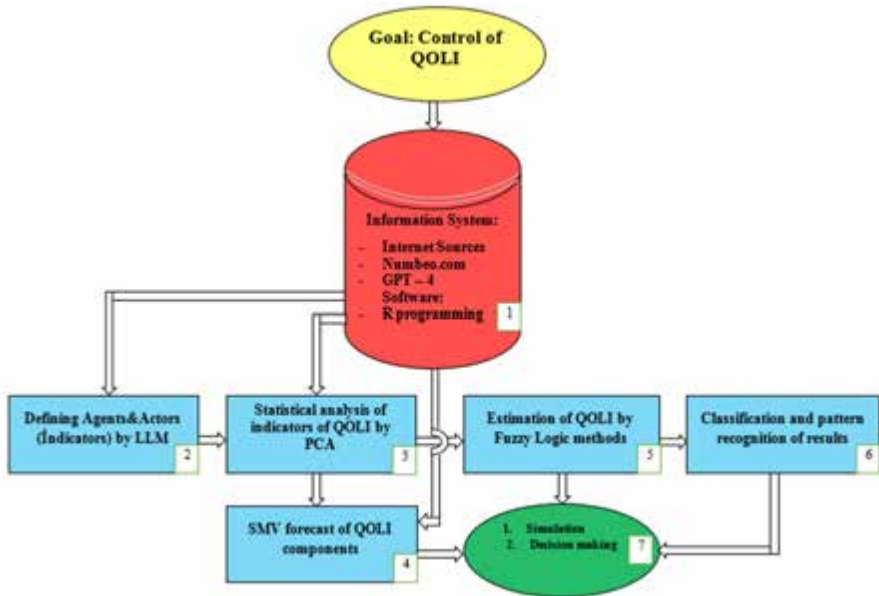 Goal: Control of
QOLI
Information System:
- Internet Sources
- Numbeo.com
- GPT – 4
Software:
- R programming
1
Defining Agents&Actors
(İndicators) by LLM
2
Statistical analysis of
indicators of QOLI by
PCA
3
Estimation of QOLI by
Fuzzy Logic methods
5
Classification and pattern
recognition of results
6
SMV forecast of QOLI
components
4
1. Simulation
2. Decision making
7